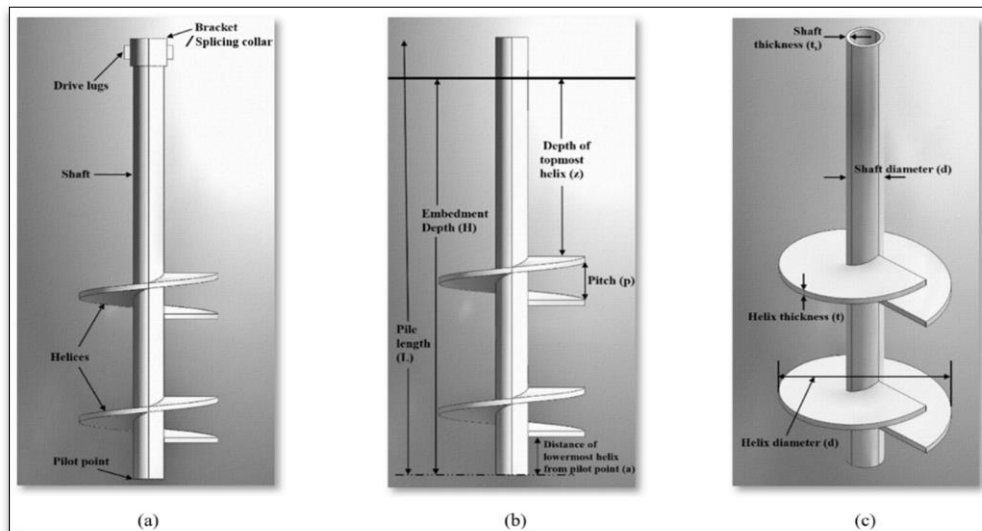 Bracket
/ Splicing collar
Drive lugs
Shaft
Helices
Pilot point
(a)
Depth of
topmost
helix (z)
Embedment
Depth (H)
Pitch (p)
Pile
length
(L)
Distance of
lowermost helix
from pilot point (a)
(b)
Shaft
thickness (ts)
Shaft diameter (d)
Helix thickness (t)
Helix diameter (d)
(c)